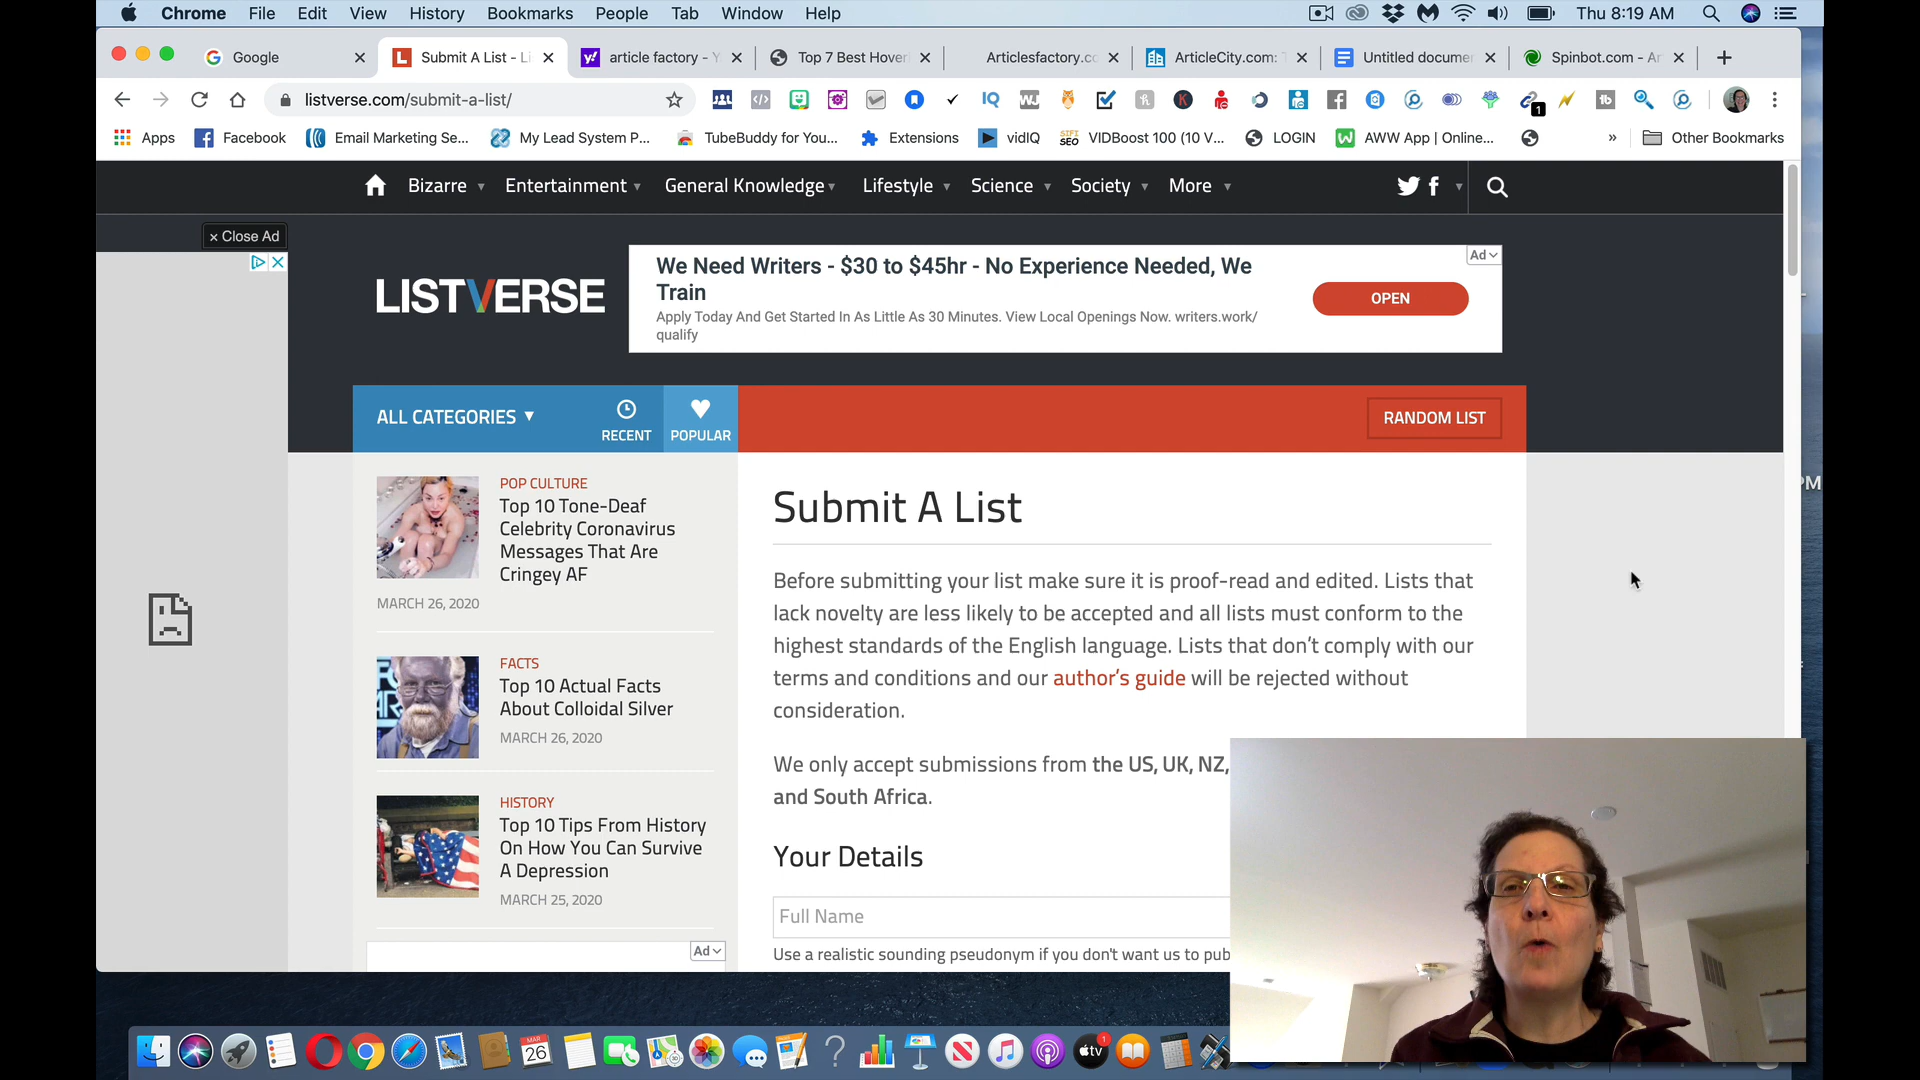 Chrome File Edit View History Bookmarks People Tab Window Help Thu 8:19 AM
Google Submit A List - Li article factory - Y Top 7 Best Hover Articlesfactory.co ArticleCity.com: T Untitled documen Spinbot.com - Ar
listverse.com/submit-a-list/
Apps Facebook Email Marketing Se... My Lead System P... TubeBuddy for You... Extensions vidIQ VIDBoost 100 (10 V... LOGIN AWW App | Online... » Other Bookmarks
Bizarre Entertainment General Knowledge Lifestyle Science Society More
× Close Ad
LISTVERSE
We Need Writers - $30 to $45hr - No Experience Needed, We
Train
Apply Today And Get Started In As Little As 30 Minutes. View Local Openings Now. writers.work/
qualify
OPEN
Ad
ALL CATEGORIES
RECENT
POPULAR
RANDOM LIST
POP CULTURE
Top 10 Tone-Deaf
Celebrity Coronavirus
Messages That Are
Cringey AF
MARCH 26, 2020
FACTS
Top 10 Actual Facts
About Colloidal Silver
MARCH 26, 2020
HISTORY
Top 10 Tips From History
On How You Can Survive
A Depression
MARCH 25, 2020
Ad
Submit A List
Before submitting your list make sure it is proof-read and edited. Lists that
lack novelty are less likely to be accepted and all lists must conform to the
highest standards of the English language. Lists that don't comply with our
terms and conditions and our author's guide will be rejected without
consideration.
We only accept submissions from the US, UK, NZ,
and South Africa.
Your Details
Full Name
Use a realistic sounding pseudonym if you don't want us to pub
PM
MAR
26
tv